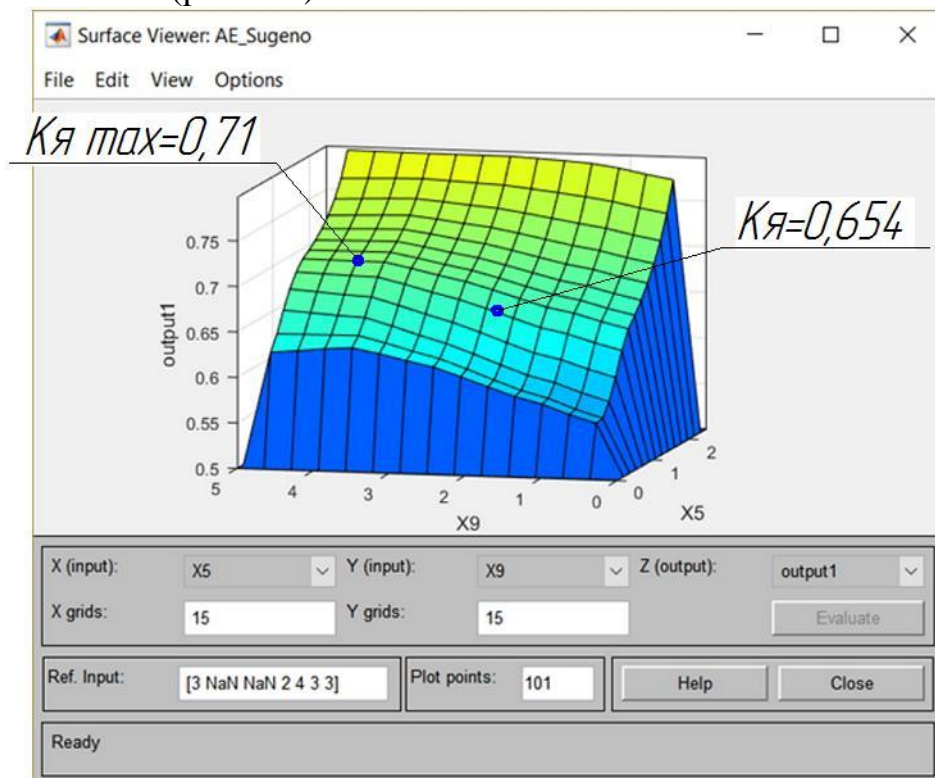 Surface Viewer: AE_Sugeno
File Edit View Options
Кя max=0,71
Кя=0,654
0.75
0.7
0.65
0.6
0.55
0.5
output1
5 4 3 2 1 0
X9
0 1 2
X5
X (input): X5 Y (input): X9 Z (output): output1
X grids: 15 Y grids: 15 Evaluate
Ref. Input: [3 NaN NaN 2 4 3 3] Plot points: 101 Help Close
Ready